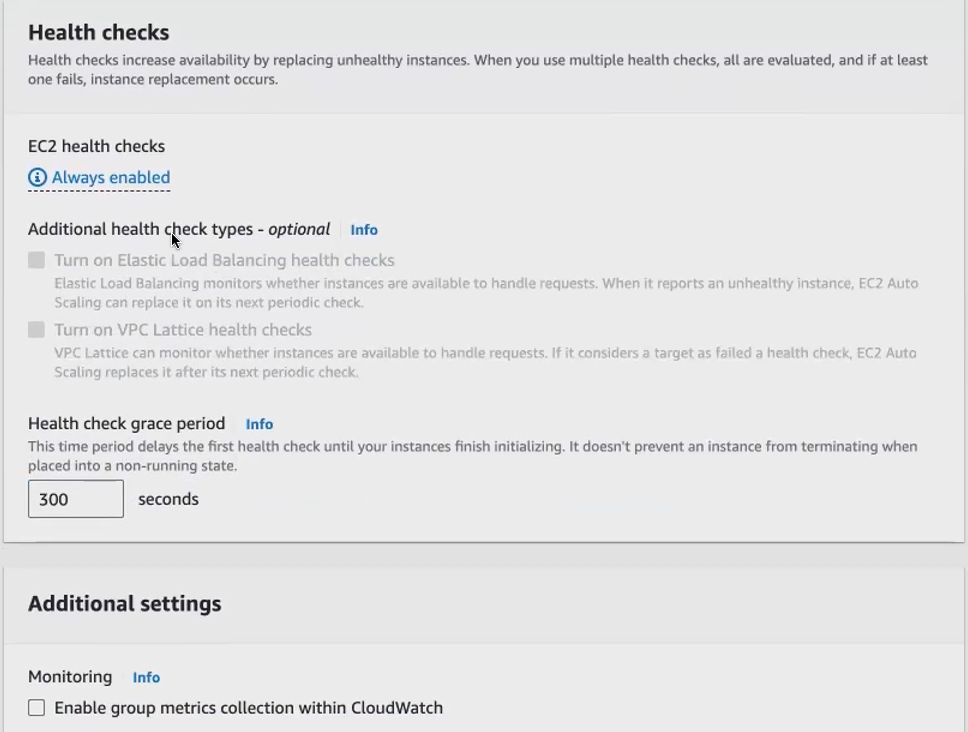 Health checks
Health checks increase availability by replacing unhealthy instances. When you use multiple health checks, all are evaluated, and if at least
one fails, instance replacement occurs.
EC2 health checks
Always enabled
Additional health check types - optional Info
Turn on Elastic Load Balancing health checks
Elastic Load Balancing monitors whether instances are available to handle requests. When it reports an unhealthy instance, EC2 Auto
Scaling can replace it on its next periodic check.
Turn on VPC Lattice health checks
VPC Lattice can monitor whether instances are available to handle requests. If it considers a target as failed a health check, EC2 Auto
Scaling replaces it after its next periodic check.
Health check grace period Info
This time period delays the first health check until your instances finish initializing. It doesn't prevent an instance from terminating when
placed into a non-running state.
300 seconds
Additional settings
Monitoring Info
Enable group metrics collection within CloudWatch